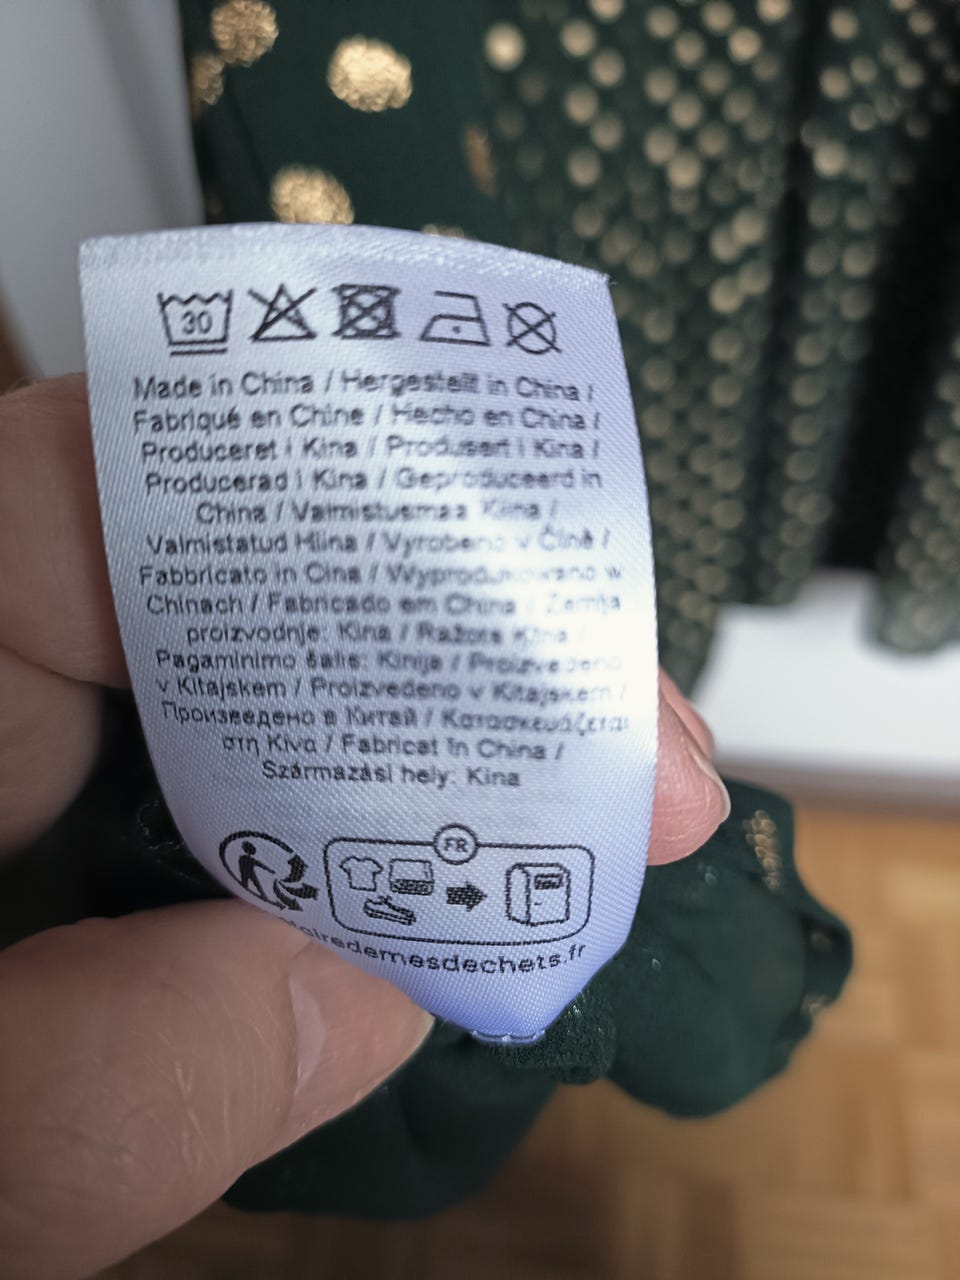 30
Made in China / Hergestellt in China /
Fabriqué en Chine / Hecho en China /
Produceret i Kina / Produsert i Kina /
Producerad i Kina / Geproduceerd in
China / Valmistusmaa Kiina /
Valmistatud Hiina / Vyrobeno v Číně /
Fabbricato in Cina / Wyprodukowano w
Chinach / Fabricado em China / Zemlja
proizvodnje: Kina / Ražots Ķīna /
Pagaminimo šalis: Kinija / Proizvedeno
v Kitajskem / Proizvedeno v Kitajskem /
Произведено в Китай / Κατασκευάζεται
στη Κίνα / Fabricat în China /
Származási hely: Kina
FR
airedemesdechets.fr